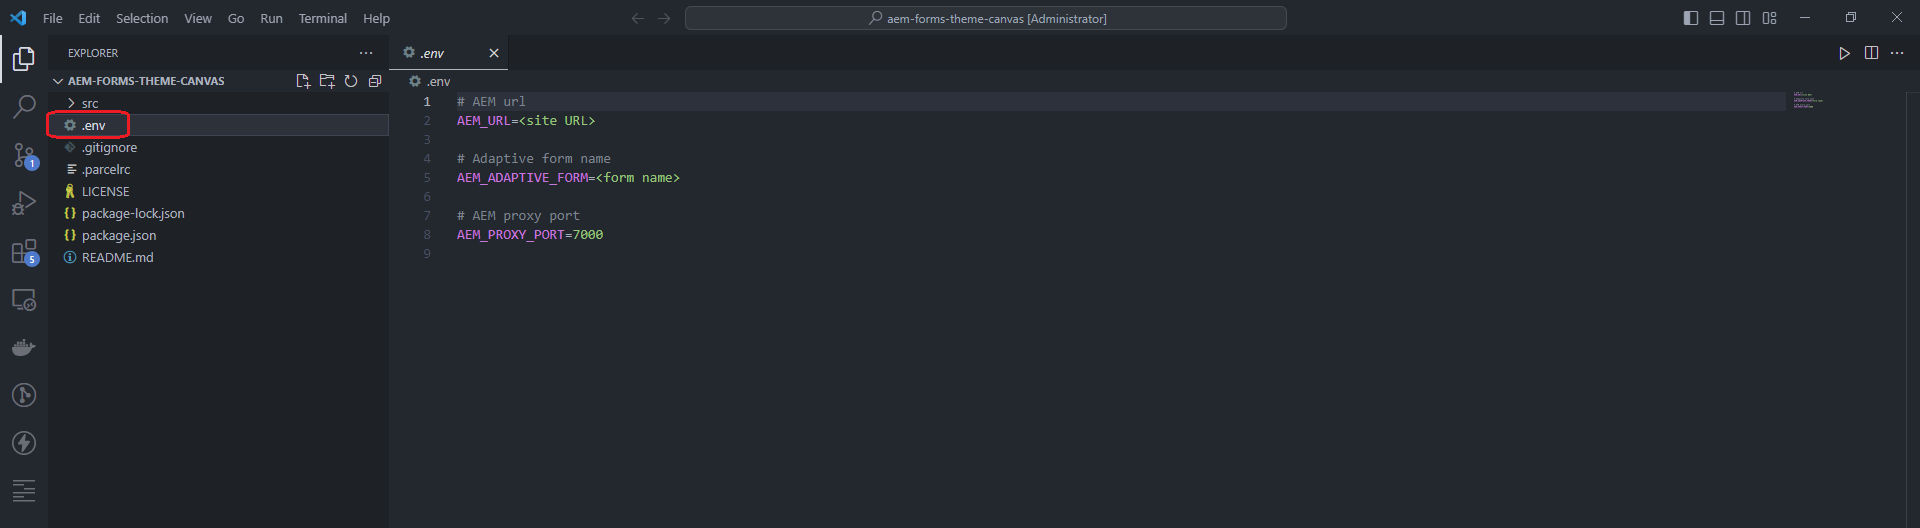 File Edit Selection View Go Run Terminal Help
aem-forms-theme-canvas [Administrator]
EXPLORER
AEM-FORMS-THEME-CANVAS
src
.env
.gitignore
.parcelrc
LICENSE
package-lock.json
package.json
README.md
1
5
.env
.env
1 # AEM url
2 AEM_URL=<site URL>
3
4 # Adaptive form name
5 AEM_ADAPTIVE_FORM=<form name>
6
7 # AEM proxy port
8 AEM_PROXY_PORT=7000
9